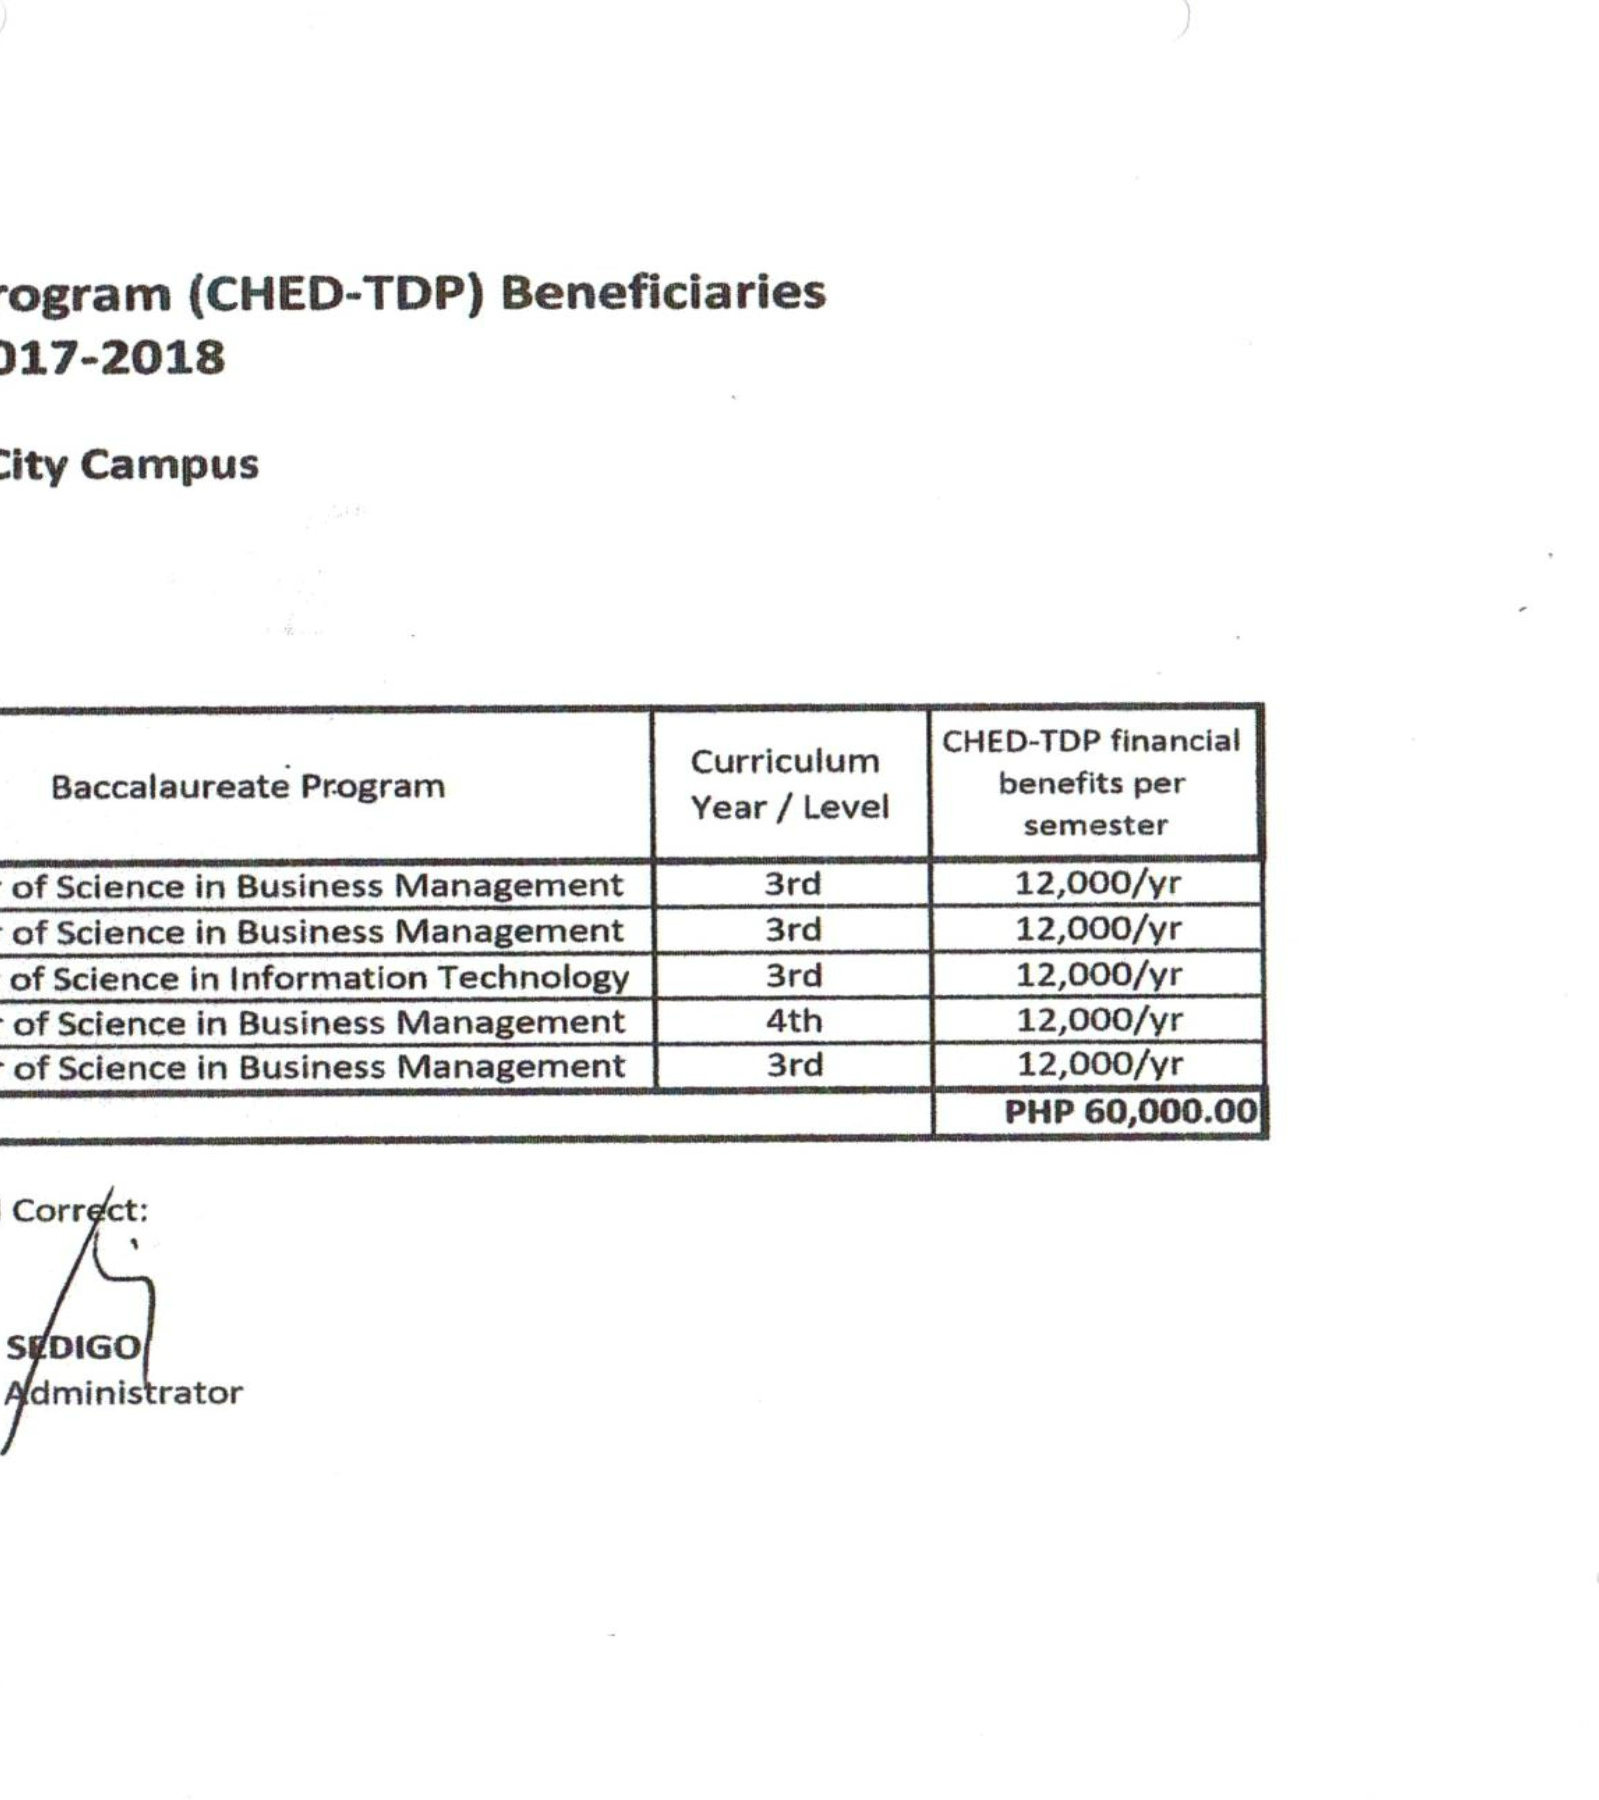 rogram (CHED-TDP) Beneficiaries
017-2018
City Campus
Baccalaureate Program
Curriculum
Year / Level
CHED-TDP financial
benefits per
semester
of Science in Business Management 3rd 12,000/yr
of Science in Business Management 3rd 12,000/yr
of Science in Information Technology 3rd 12,000/yr
of Science in Business Management 4th 12,000/yr
of Science in Business Management 3rd 12,000/yr
PHP 60,000.00
Correct:
SEDIGO
Administrator